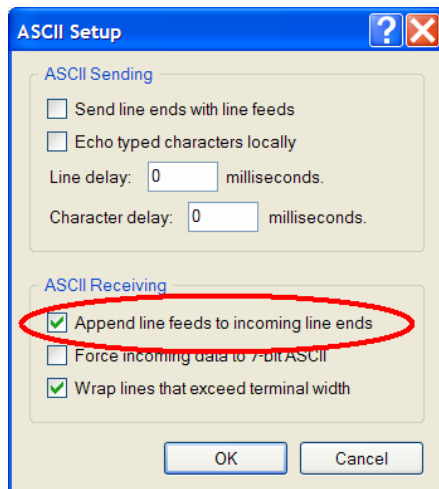 ASCII Setup
ASCII Sending
Send line ends with line feeds
Echo typed characters locally
Line delay: 0 milliseconds.
Character delay: 0 milliseconds.
ASCII Receiving
Append line feeds to incoming line ends
Force incoming data to 7-bit ASCII
Wrap lines that exceed terminal width
OK Cancel